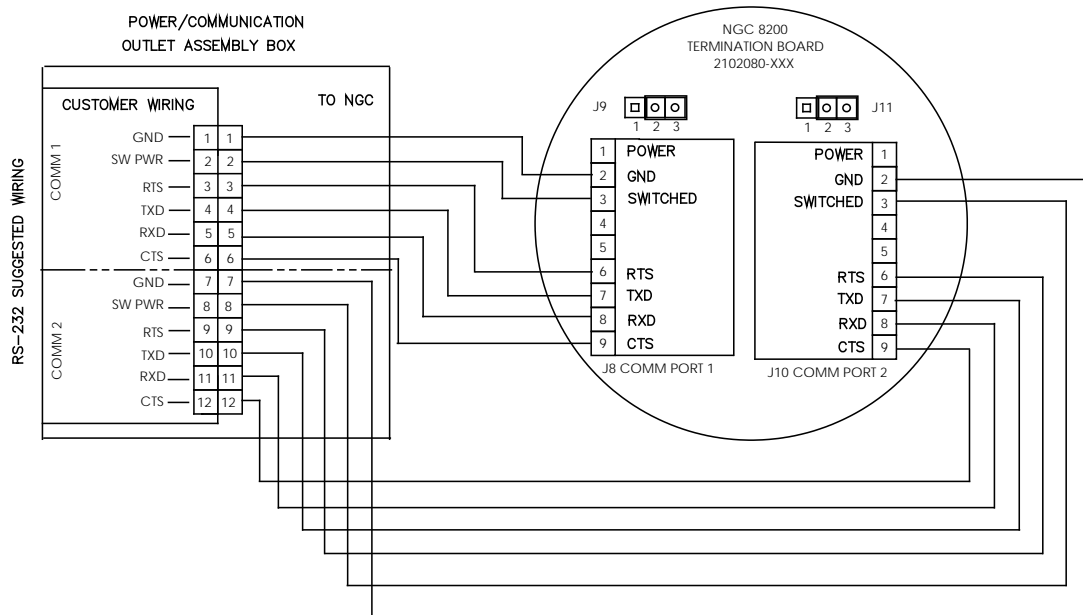 POWER/COMMUNICATION
OUTLET ASSEMBLY BOX
RS-232 SUGGESTED WIRING
CUSTOMER WIRING
TO NGC
COMM 1
GND 1 1
SW PWR 2 2
RTS 3 3
TXD 4 4
RXD 5 5
CTS 6 6
COMM 2
GND 7 7
SW PWR 8 8
RTS 9 9
TXD 10 10
RXD 11 11
CTS 12 12
NGC 8200
TERMINATION BOARD
2102080-XXX
J9
1 2 3
1 POWER
2 GND
3 SWITCHED
4
5
6 RTS
7 TXD
8 RXD
9 CTS
J8 COMM PORT 1
J11
1 2 3
POWER 1
GND 2
SWITCHED 3
4
5
RTS 6
TXD 7
RXD 8
CTS 9
J10 COMM PORT 2